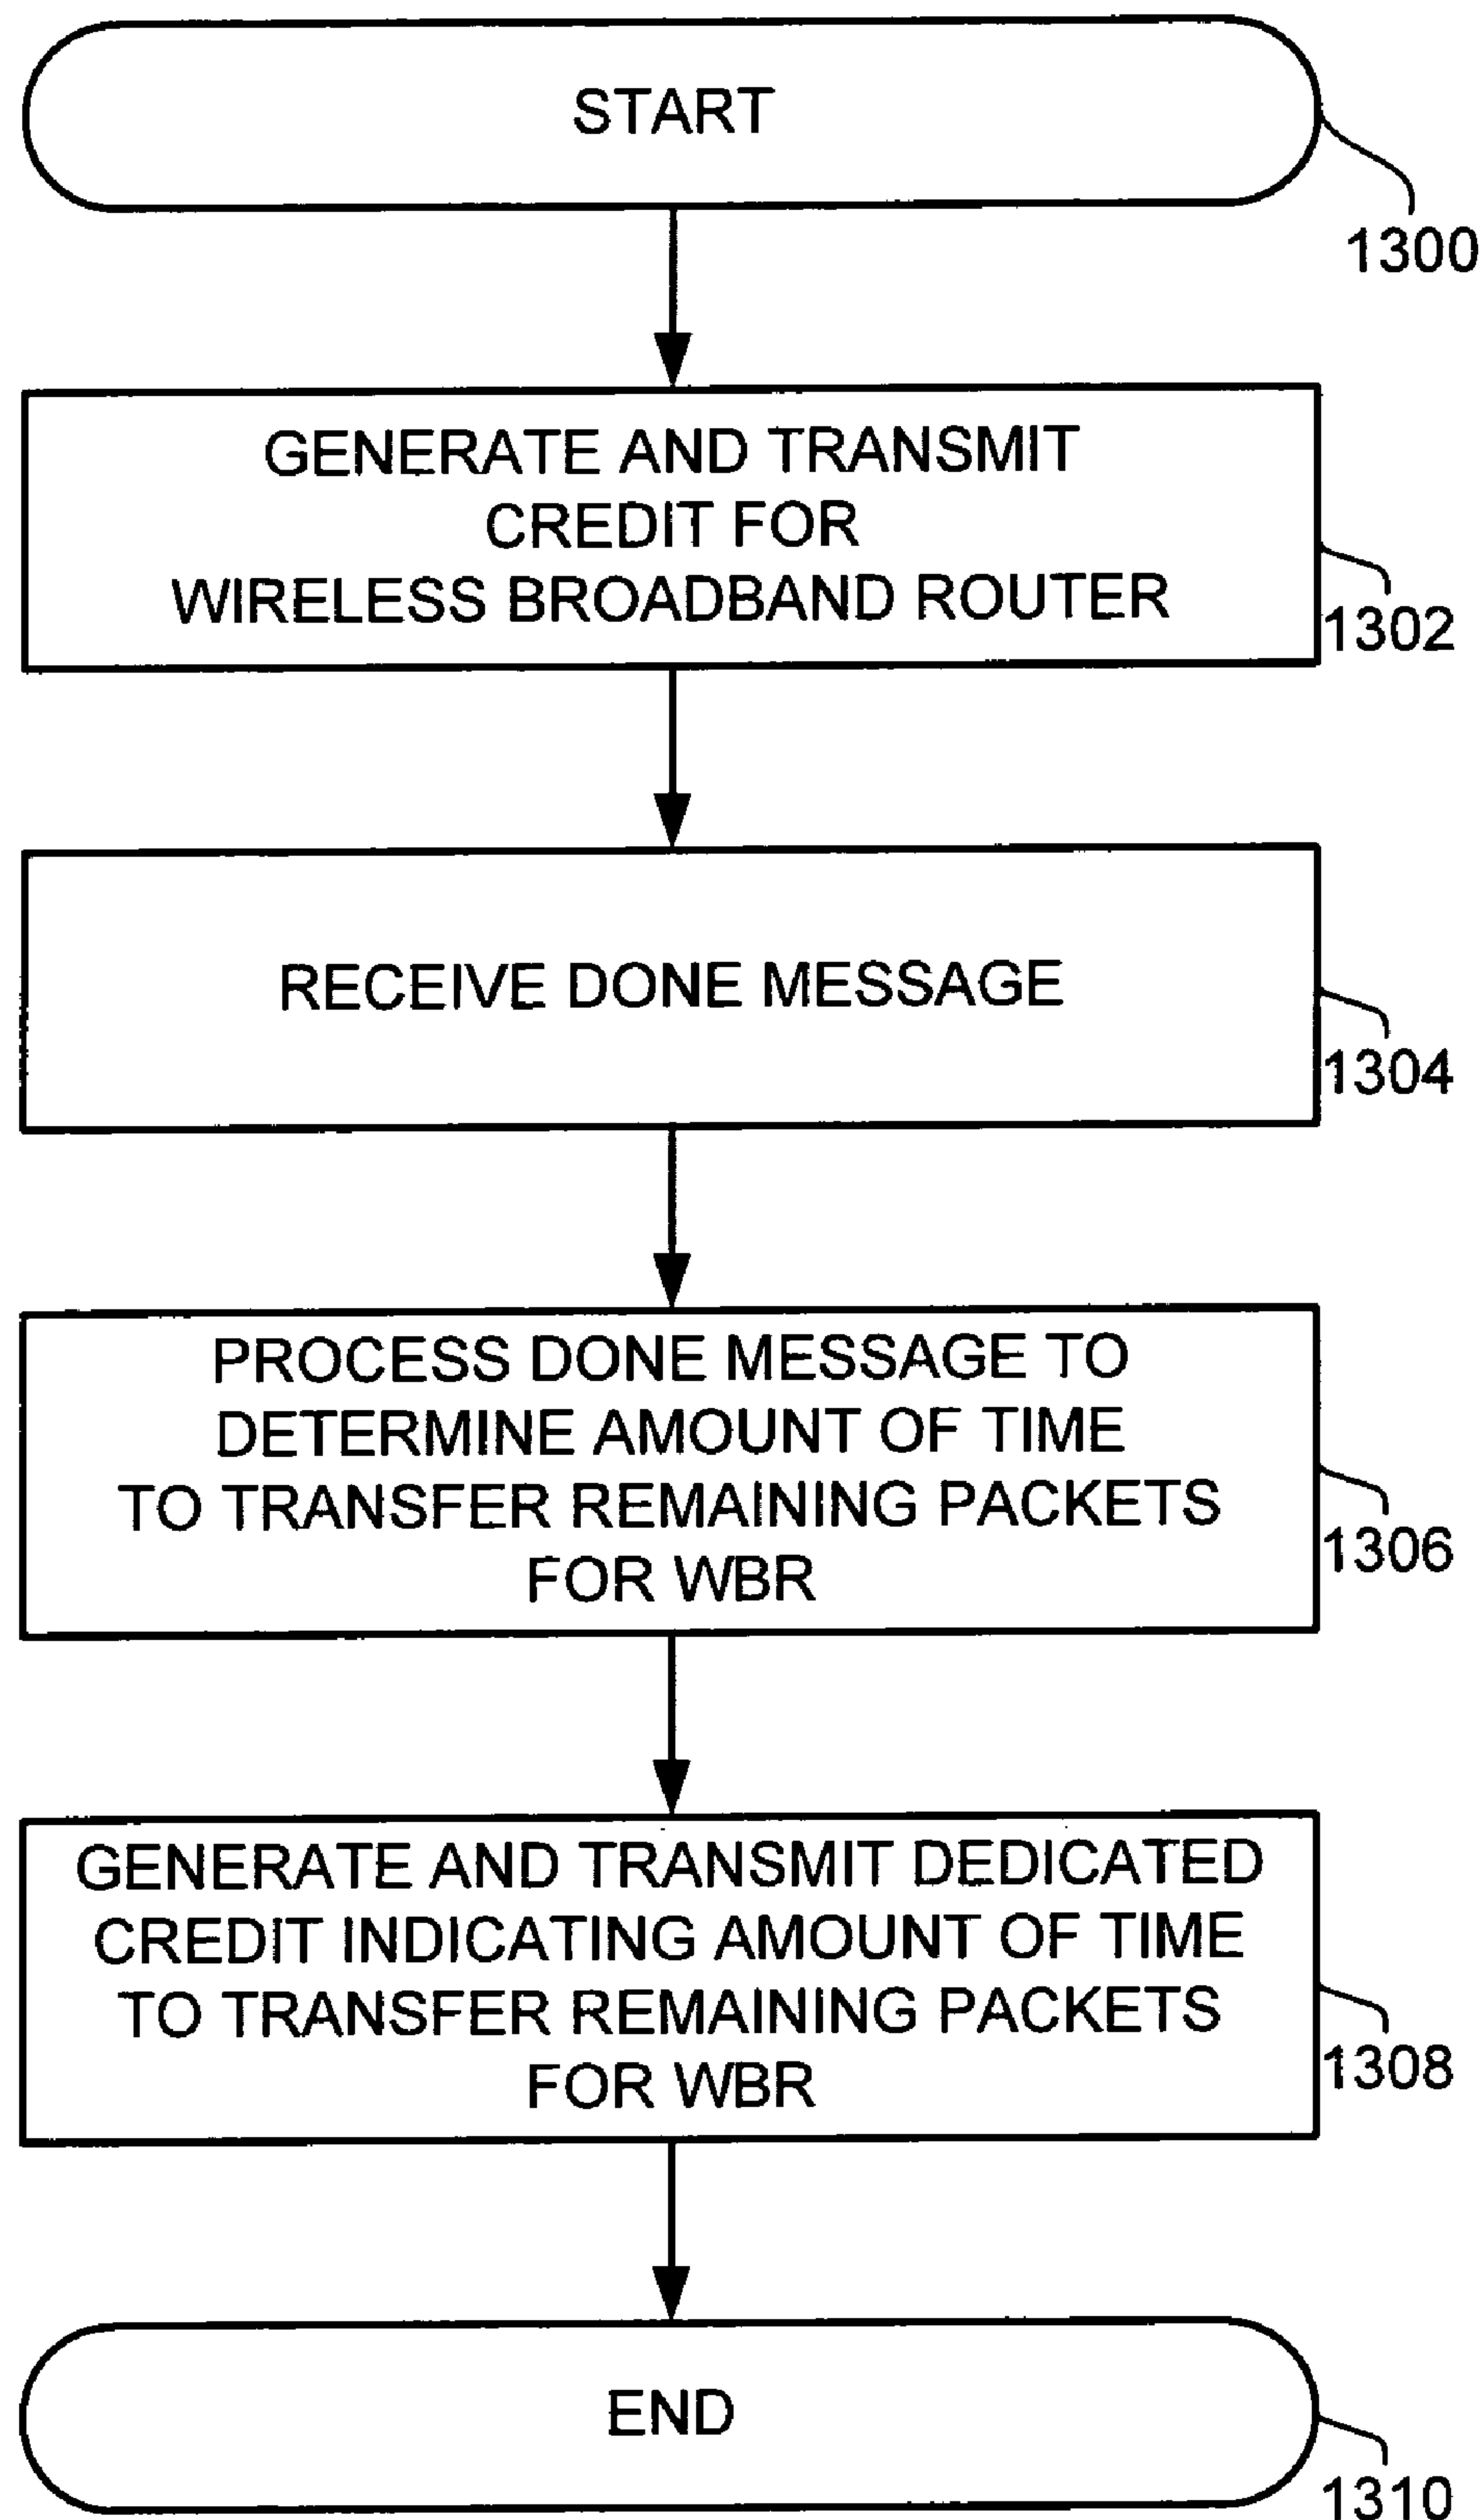 START
1300
GENERATE AND TRANSMIT
CREDIT FOR
WIRELESS BROADBAND ROUTER
1302
RECEIVE DONE MESSAGE
1304
PROCESS DONE MESSAGE TO
DETERMINE AMOUNT OF TIME
TO TRANSFER REMAINING PACKETS
FOR WBR
1306
GENERATE AND TRANSMIT DEDICATED
CREDIT INDICATING AMOUNT OF TIME
TO TRANSFER REMAINING PACKETS
FOR WBR
1308
END
1310